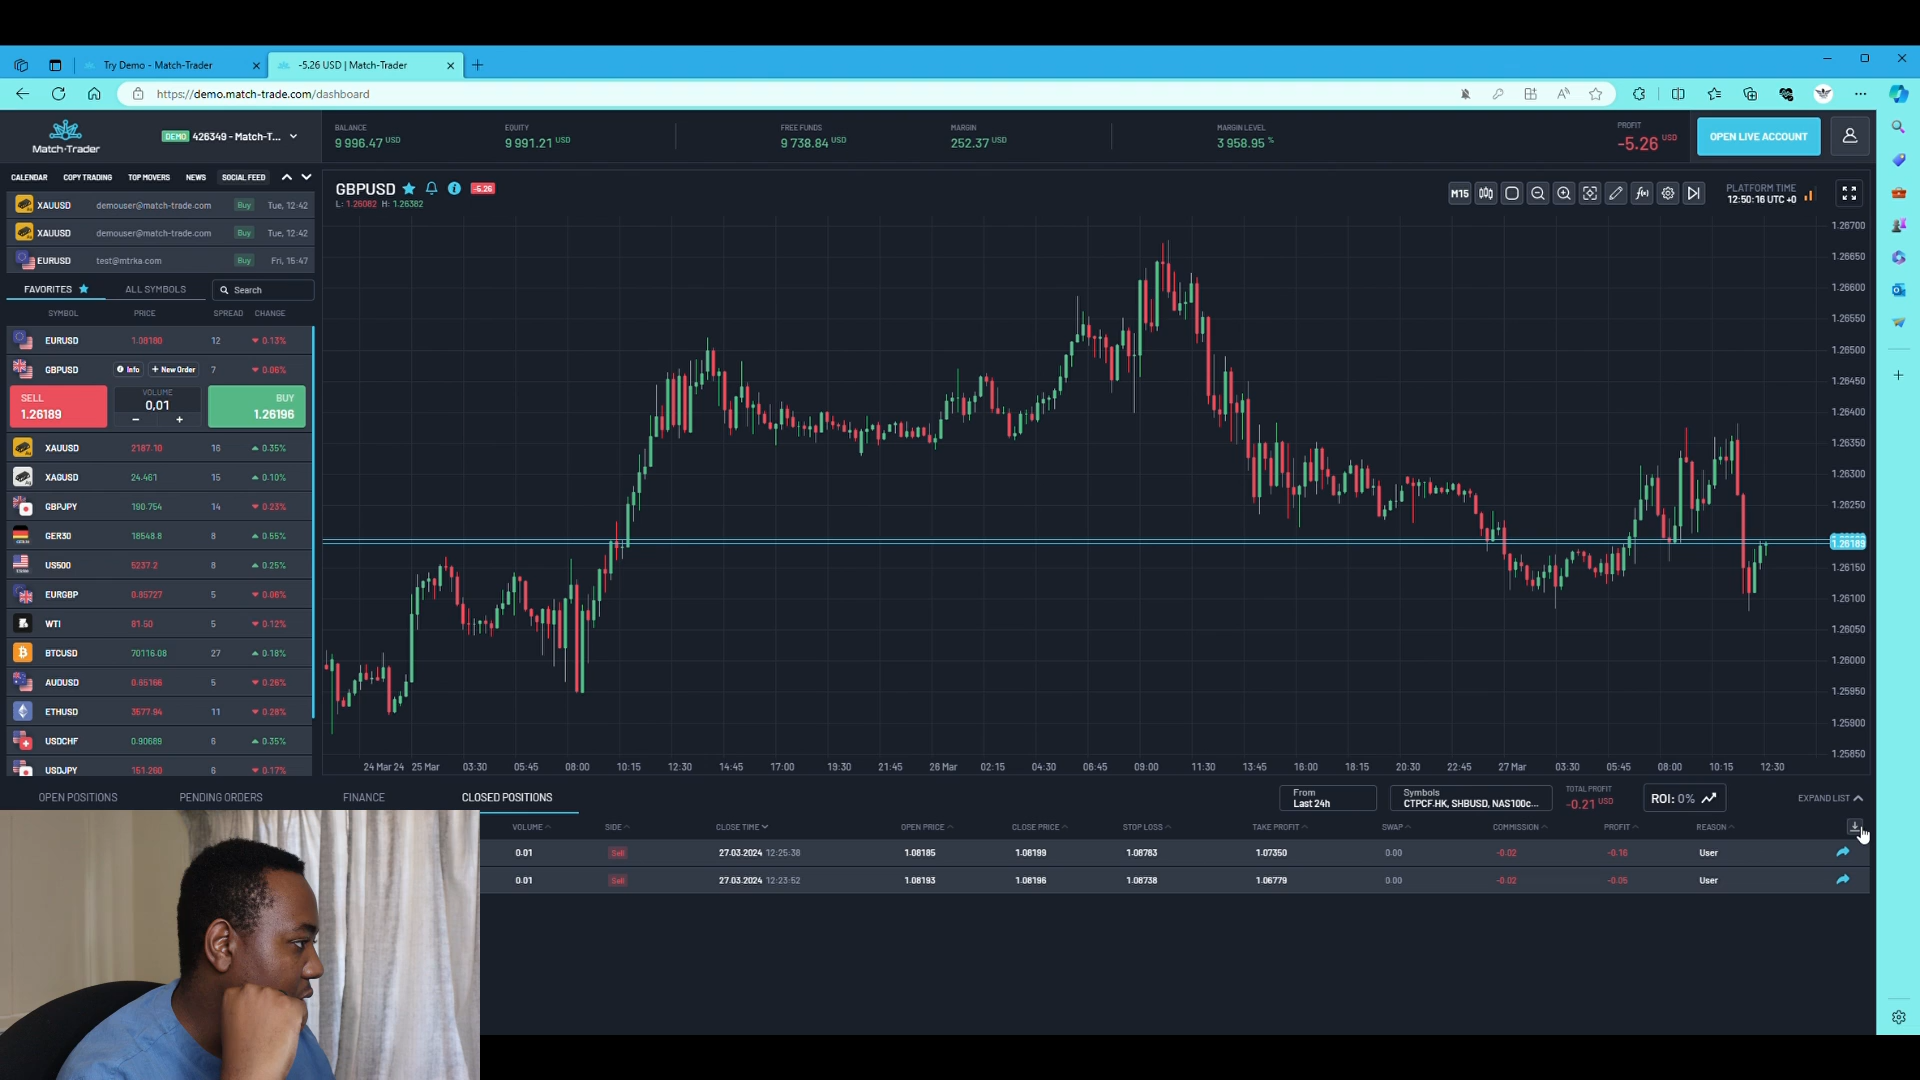 Try Demo - Match-Trader
-5.26 USD | Match-Trader
https://demo.match-trade.com/dashboard
Match-Trader
DEMO 426349 - Match-T...
BALANCE
9 996.47 USD
EQUITY
9 991.21 USD
FREE FUNDS
9 738.84 USD
MARGIN
252.37 USD
MARGIN LEVEL
3 958.95 %
PROFIT
-5.26 USD
OPEN LIVE ACCOUNT
CALENDAR COPY TRADING TOP MOVERS NEWS SOCIAL FEED
XAUUSD demouser@match-trade.com Buy Tue, 12:42
XAUUSD demouser@match-trade.com Buy Tue, 12:42
EURUSD test@mtrka.com Buy Fri, 15:47
FAVORITES ALL SYMBOLS Search
SYMBOL PRICE SPREAD CHANGE
EURUSD 1.08180 12 0.13%
GBPUSD Info + New Order 7 0.06%
SELL
1.26189
VOLUME
0,01
- +
BUY
1.26196
XAUUSD 2187.10 16 0.35%
XAGUSD 24.461 15 0.10%
GBPJPY 190.754 14 0.23%
GER30 18548.8 8 0.55%
US500 5237.2 8 0.25%
EURGBP 0.85727 5 0.06%
WTI 81.50 5 0.12%
BTCUSD 70116.08 27 0.18%
AUDUSD 0.65166 5 0.26%
ETHUSD 3577.94 11 0.28%
USDCHF 0.90689 6 0.35%
USDJPY 151.260 6 0.17%
GBPUSD -5.26
L: 1.26082 H: 1.26382
M15
PLATFORM TIME
12:50:16 UTC +0
1.26700
1.26650
1.26600
1.26550
1.26500
1.26450
1.26400
1.26350
1.26300
1.26250
1.26189
1.26150
1.26100
1.26050
1.26000
1.25950
1.25900
1.25850
24 Mar 24 25 Mar 03:30 05:45 08:00 10:15 12:30 14:45 17:00 19:30 21:45 26 Mar 02:15 04:30 06:45 09:00 11:30 13:45 16:00 18:15 20:30 22:45 27 Mar 03:30 05:45 08:00 10:15 12:30
OPEN POSITIONS PENDING ORDERS FINANCE CLOSED POSITIONS
From
Last 24h
Symbols
CTPCF.HK, SHBUSD, NAS100c...
TOTAL PROFIT
-0.21 USD
ROI: 0%
EXPAND LIST
VOLUME SIDE CLOSE TIME OPEN PRICE CLOSE PRICE STOP LOSS TAKE PROFIT SWAP COMMISSION PROFIT REASON
0.01 Sell 27.03.2024 12:25:38 1.08185 1.08199 1.08783 1.07350 0.00 -0.02 -0.16 User
0.01 Sell 27.03.2024 12:23:52 1.08193 1.08196 1.08738 1.06779 0.00 -0.02 -0.05 User